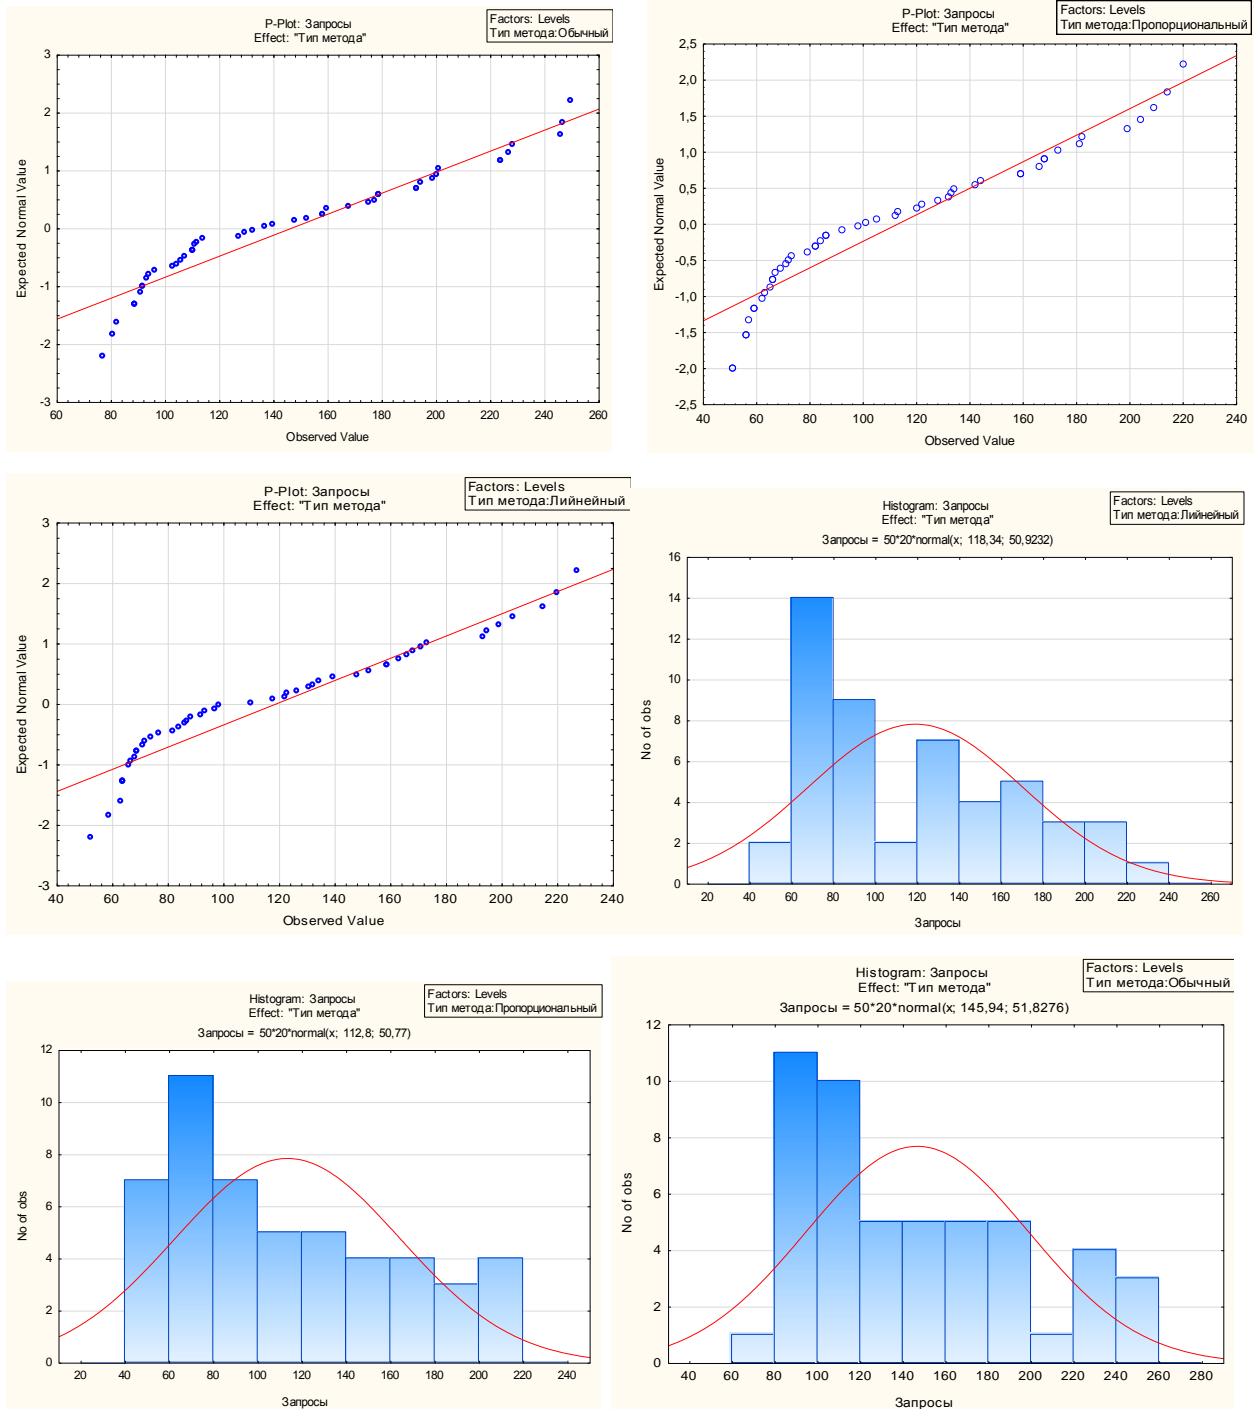 P-Plot: Запросы
Effect: "Тип метода"
Factors: Levels
Тип метода:Обычный
3
2
1
0
-1
-2
-3
Expected Normal Value
60 80 100 120 140 160 180 200 220 240 260
Observed Value
P-Plot: Запросы
Effect: "Тип метода"
Factors: Levels
Тип метода:Пропорциональный
2,5
2,0
1,5
1,0
0,5
0,0
-0,5
-1,0
-1,5
-2,0
-2,5
Expected Normal Value
40 60 80 100 120 140 160 180 200 220 240
Observed Value
P-Plot: Запросы
Effect: "Тип метода"
Factors: Levels
Тип метода:Лийнейный
3
2
1
0
-1
-2
-3
Expected Normal Value
40 60 80 100 120 140 160 180 200 220 240
Observed Value
Histogram: Запросы
Effect: "Тип метода"
Factors: Levels
Тип метода:Лийнейный
Запросы = 50*20*normal(x; 118,34; 50,9232)
16
14
12
10
8
6
4
2
0
No of obs
20 40 60 80 100 120 140 160 180 200 220 240 260
Запросы
Histogram: Запросы
Effect: "Тип метода"
Factors: Levels
Тип метода:Пропорциональный
Запросы = 50*20*normal(x; 112,8; 50,77)
12
10
8
6
4
2
0
No of obs
20 40 60 80 100 120 140 160 180 200 220 240
Запросы
Histogram: Запросы
Effect: "Тип метода"
Factors: Levels
Тип метода:Обычный
Запросы = 50*20*normal(x; 145,94; 51,8276)
12
10
8
6
4
2
0
No of obs
40 60 80 100 120 140 160 180 200 220 240 260 280
Запросы